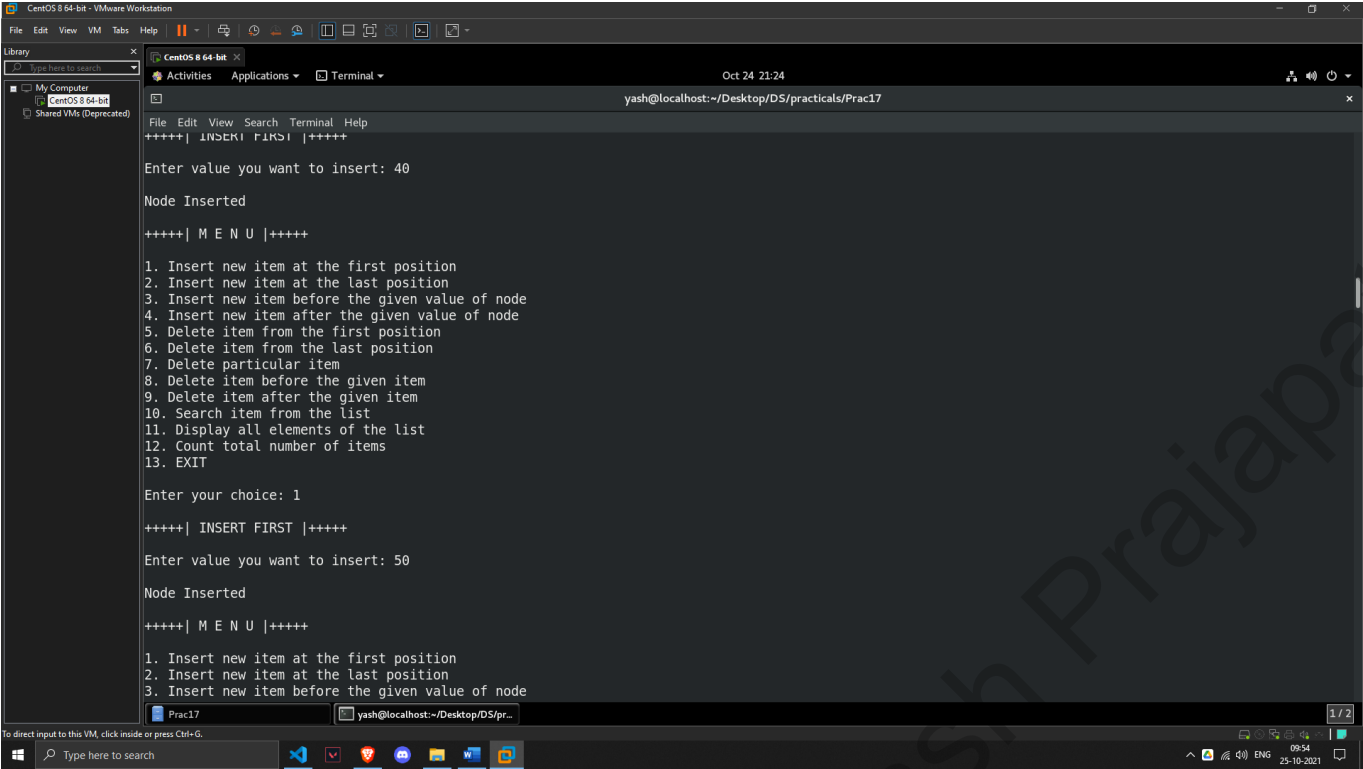 CentOS 8 64-bit - VMware Workstation
File Edit View VM Tabs Help
Library
Type here to search
My Computer
CentOS 8 64-bit
Shared VMs (Deprecated)
CentOS 8 64-bit
Activities Applications Terminal Oct 24 21:24
yash@localhost:~/Desktop/DS/practicals/Prac17
File Edit View Search Terminal Help
+++++| INSERT FIRST |+++++
Enter value you want to insert: 40
Node Inserted
+++++| M E N U |+++++
1. Insert new item at the first position
2. Insert new item at the last position
3. Insert new item before the given value of node
4. Insert new item after the given value of node
5. Delete item from the first position
6. Delete item from the last position
7. Delete particular item
8. Delete item before the given item
9. Delete item after the given item
10. Search item from the list
11. Display all elements of the list
12. Count total number of items
13. EXIT
Enter your choice: 1
+++++| INSERT FIRST |+++++
Enter value you want to insert: 50
Node Inserted
+++++| M E N U |+++++
1. Insert new item at the first position
2. Insert new item at the last position
3. Insert new item before the given value of node
Prac17 yash@localhost:~/Desktop/DS/pr... 1 / 2
To direct input to this VM, click inside or press Ctrl+G.
Type here to search ENG 09:54
25-10-2021